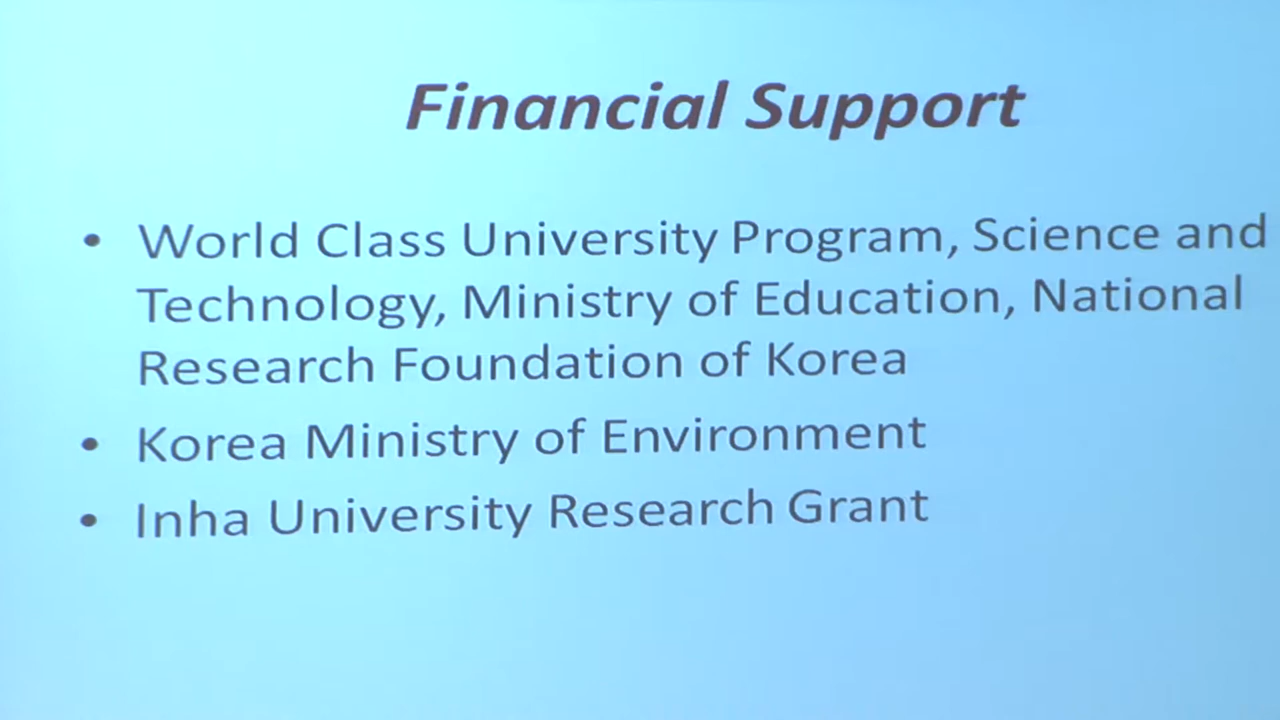 Financial Support
• World Class University Program, Science and
Technology, Ministry of Education, National
Research Foundation of Korea
• Korea Ministry of Environment
• Inha University Research Grant